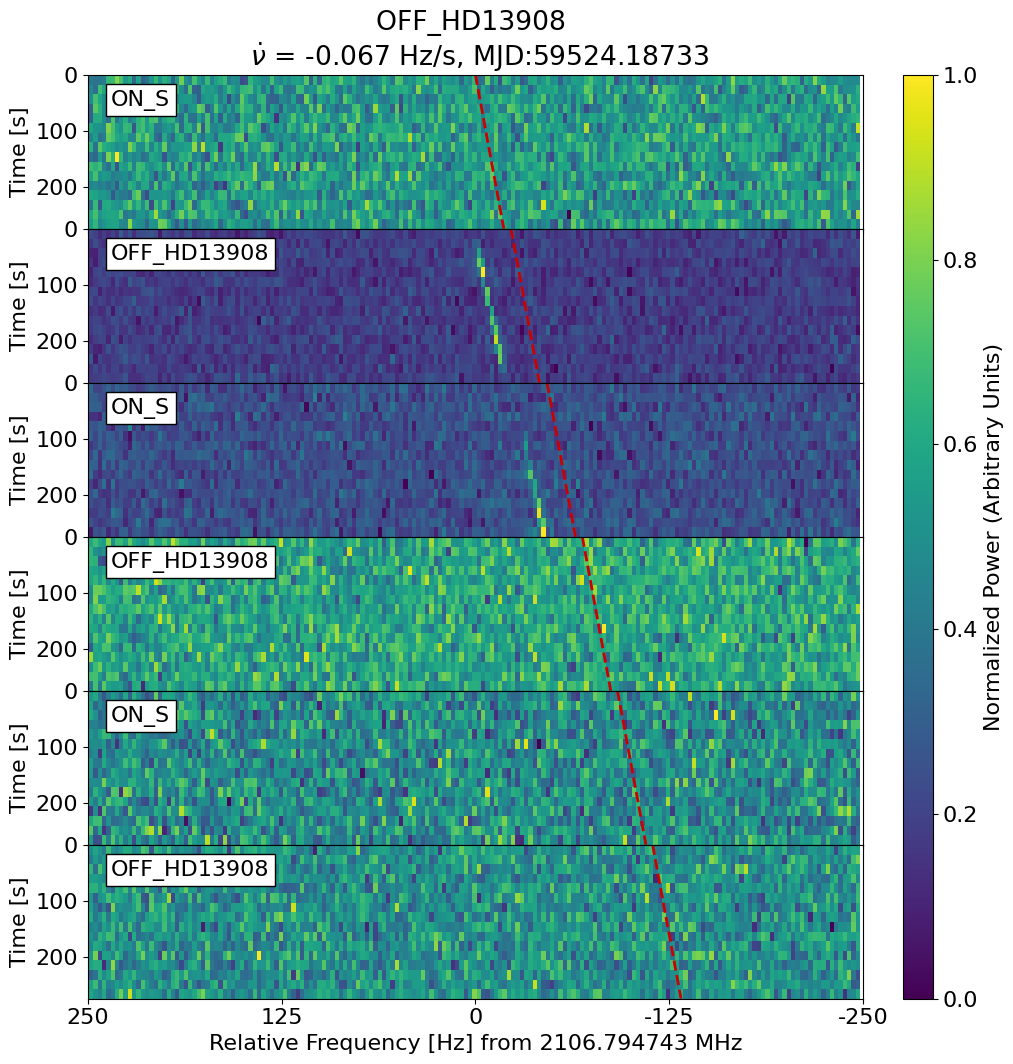 OFF_HD13908
ν̇ = -0.067 Hz/s, MJD:59524.18733
0
100
200
Time [s]
ON_S
0
100
200
Time [s]
OFF_HD13908
0
100
200
Time [s]
ON_S
0
100
200
Time [s]
OFF_HD13908
0
100
200
Time [s]
ON_S
0
100
200
Time [s]
OFF_HD13908
250 125 0 -125 -250
Relative Frequency [Hz] from 2106.794743 MHz
1.0
0.8
0.6
0.4
0.2
0.0
Normalized Power (Arbitrary Units)